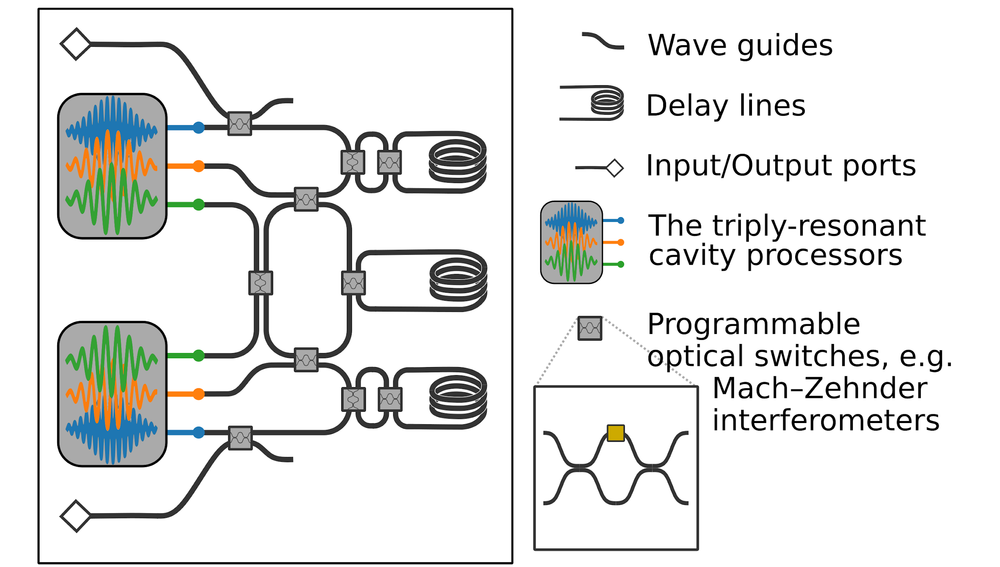 Wave guides
Delay lines
Input/Output ports
The triply-resonant
cavity processors
Programmable
optical switches, e.g.
Mach–Zehnder
interferometers